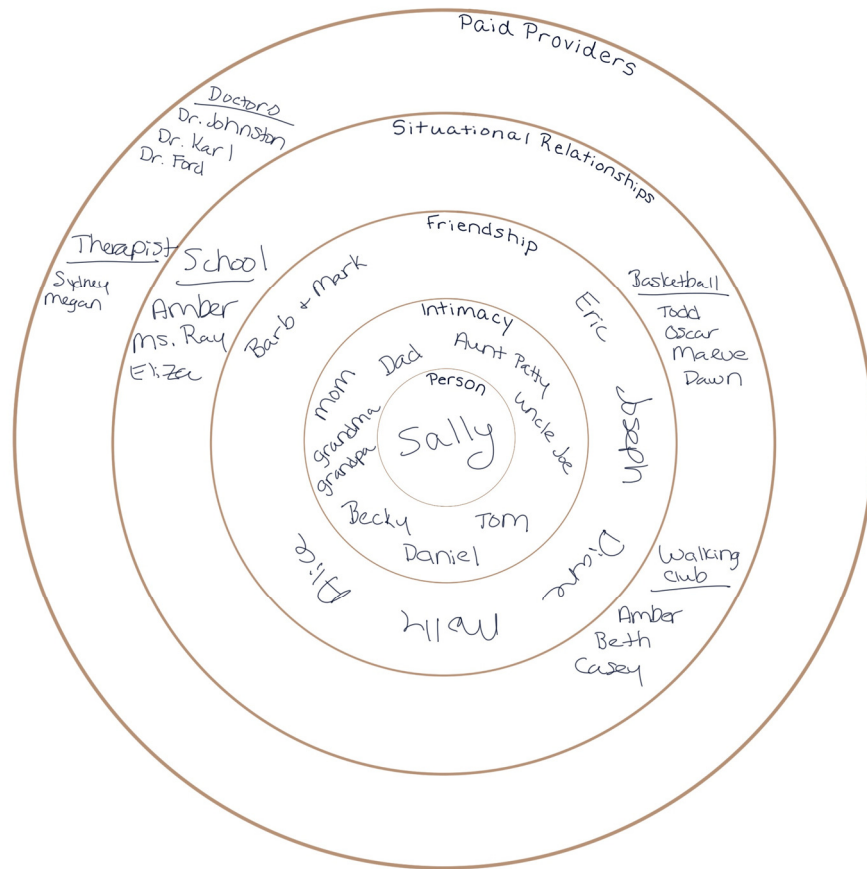 Paid Providers
Doctors
Dr. Johnston
Dr. Karl
Dr. Ford
Therapist
Sydney
Megan
Situational Relationships
School
Amber
Ms. Ray
Eliza
Basketball
Todd
Oscar
Maeve
Dawn
Walking
Club
Amber
Beth
Casey
Friendship
Barb + Mark
Eric
Joseph
Diane
Nelly
Alice
Intimacy
Mom
Dad
Aunt Patty
Uncle Joe
grandma
grandpa
Becky
Tom
Daniel
Person
Sally